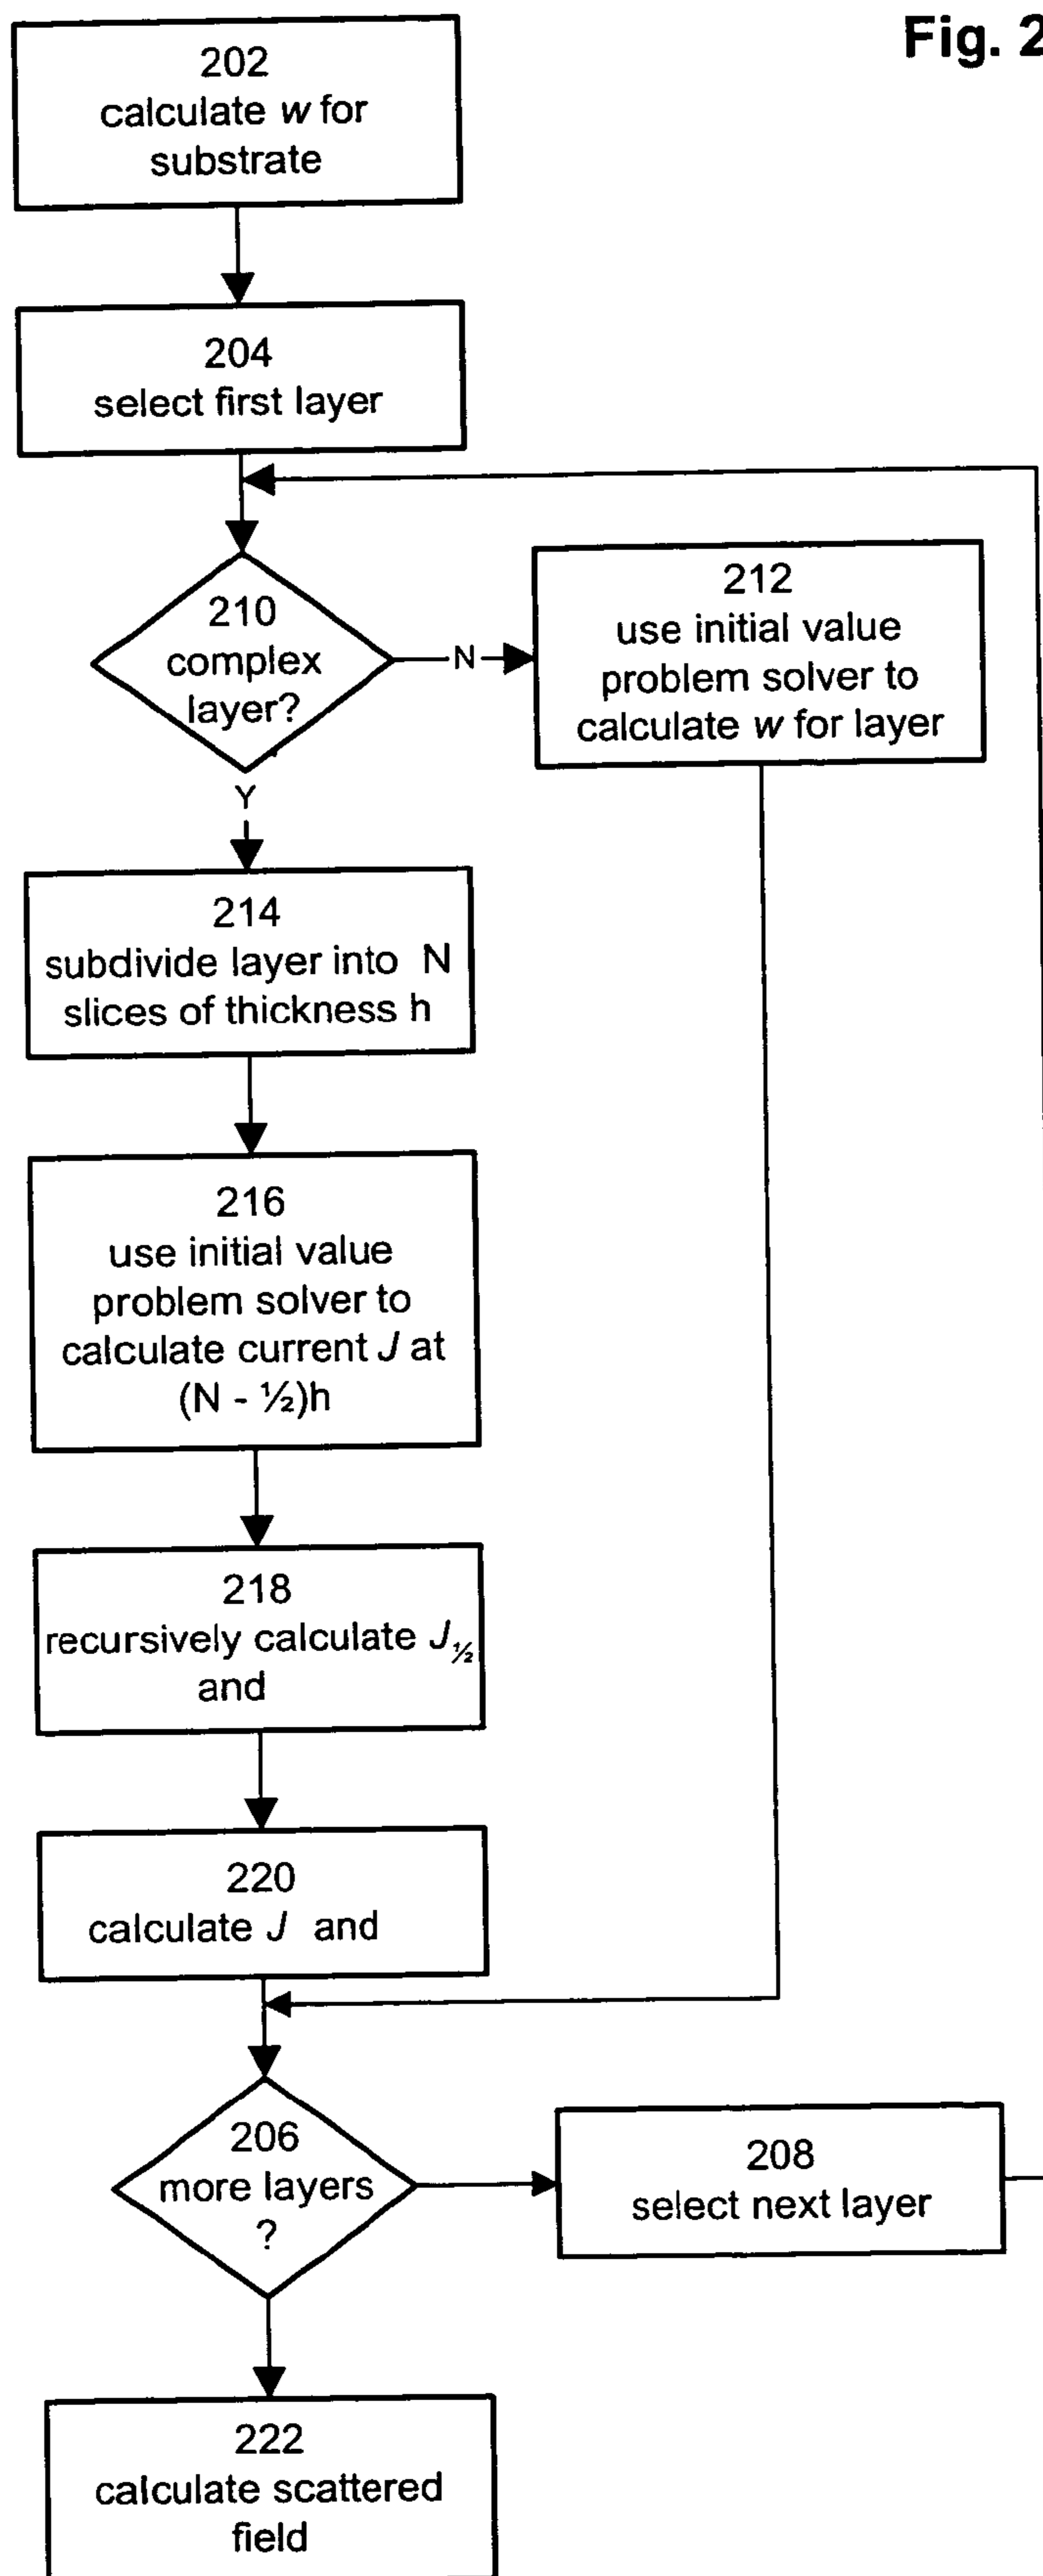 Fig. 2
202
calculate w for
substrate
204
select first layer
210
complex
layer?
N
212
use initial value
problem solver to
calculate w for layer
Y
214
subdivide layer into N
slices of thickness h
216
use initial value
problem solver to
calculate current J at
(N - ½)h
218
recursively calculate J½
and
220
calculate J and
206
more layers
?
208
select next layer
222
calculate scattered
field